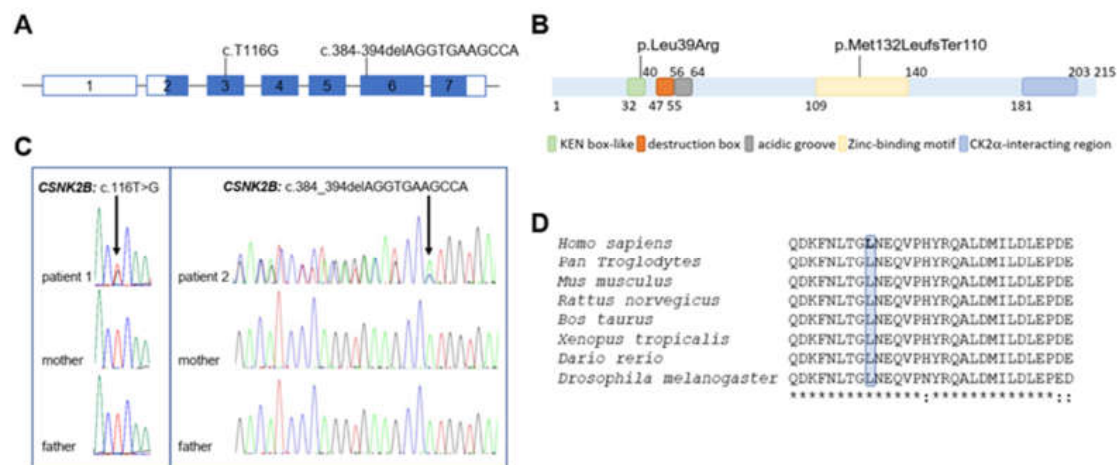 A
c.T116G
c.384-394delAGGTGAAGCCA
1
2
3
4
5
6
7
B
p.Leu39Arg
p.Met132LeufsTer110
40
56
64
140
203
215
1
32
47
55
109
181
KEN box-like
destruction box
acidic groove
Zinc-binding motif
CK2α-interacting region
C
CSNK2B: c.116T>G
CSNK2B: c.384_394delAGGTGAAGCCA
patient 1
patient 2
mother
mother
father
father
D
Homo sapiens QDKFNLTGLNEQVPHYRQALDMILDLEPDE
Pan Troglodytes QDKFNLTGLNEQVPHYRQALDMILDLEPDE
Mus musculus QDKFNLTGLNEQVPHYRQALDMILDLEPDE
Rattus norvegicus QDKFNLTGLNEQVPHYRQALDMILDLEPDE
Bos taurus QDKFNLTGLNEQVPHYRQALDMILDLEPDE
Xenopus tropicalis QDKFNLTGLNEQVPHYRQALDMILDLEPDE
Dario rerio QDKFNLTGLNEQVPHYRQALDMILDLEPDE
Drosophila melanogaster QDKFNLTGLNEQVPNYRQALDMILDLEPED
**************:*************::